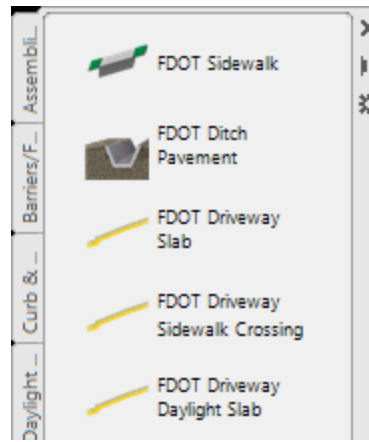 Assembli...
Barriers/F...
Curb & ...
Daylight ...
FDOT Sidewalk
FDOT Ditch
Pavement
FDOT Driveway
Slab
FDOT Driveway
Sidewalk Crossing
FDOT Driveway
Daylight Slab